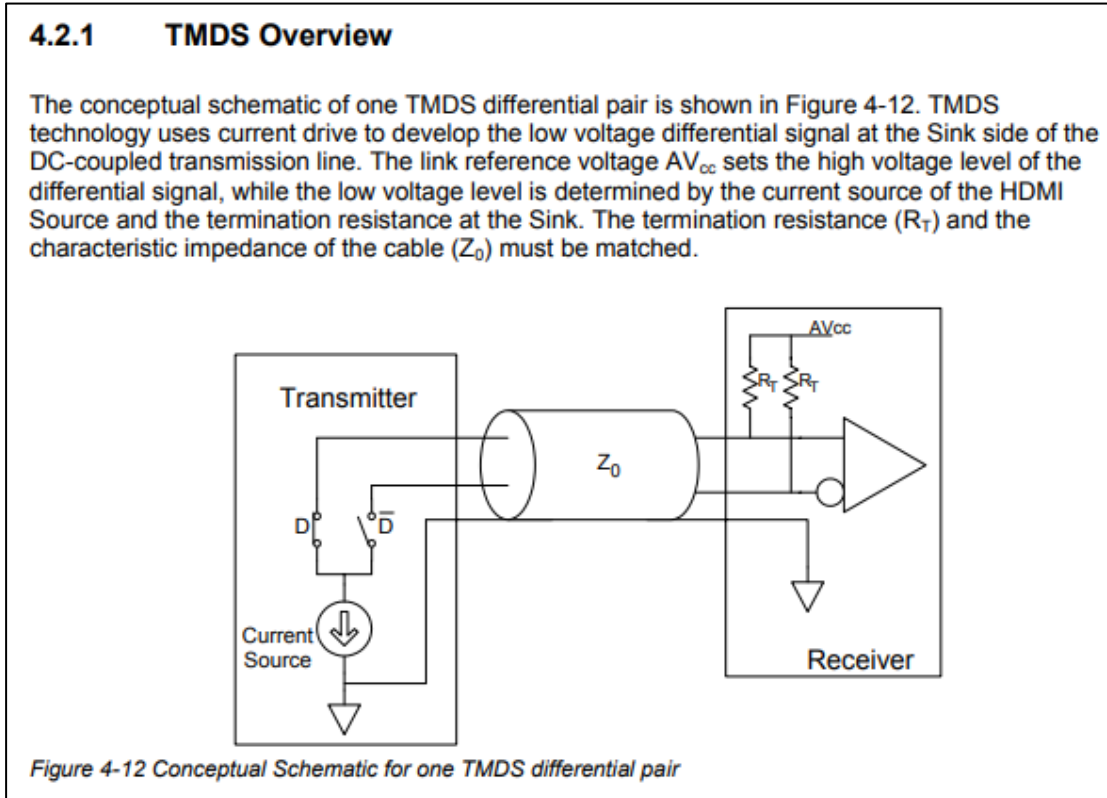 4.2.1 TMDS Overview
The conceptual schematic of one TMDS differential pair is shown in Figure 4-12. TMDS
technology uses current drive to develop the low voltage differential signal at the Sink side of the
DC-coupled transmission line. The link reference voltage AVcc sets the high voltage level of the
differential signal, while the low voltage level is determined by the current source of the HDMI
Source and the termination resistance at the Sink. The termination resistance (RT) and the
characteristic impedance of the cable (Z0) must be matched.
AVcc
RT RT
Transmitter
Z0
D D̅
Current
Source
Receiver
Figure 4-12 Conceptual Schematic for one TMDS differential pair